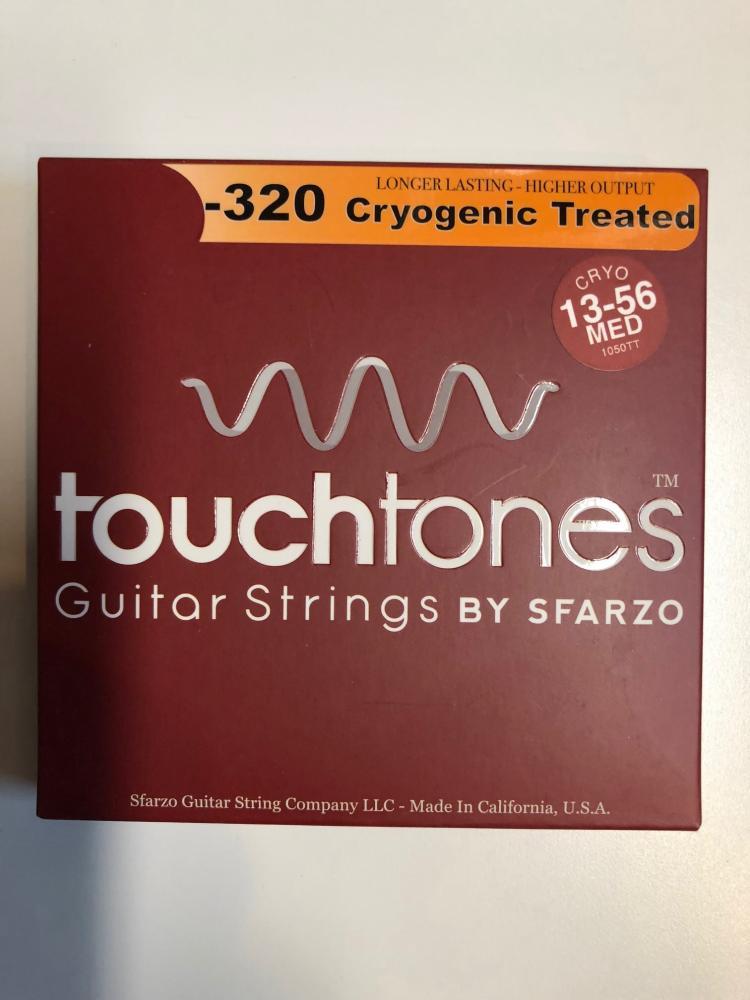 LONGER LASTING - HIGHER OUTPUT
-320 Cryogenic Treated
CRYO
13-56
MED
1050TT
touchtones™
Guitar Strings BY SFARZO
Sfarzo Guitar String Company LLC - Made In California, U.S.A.